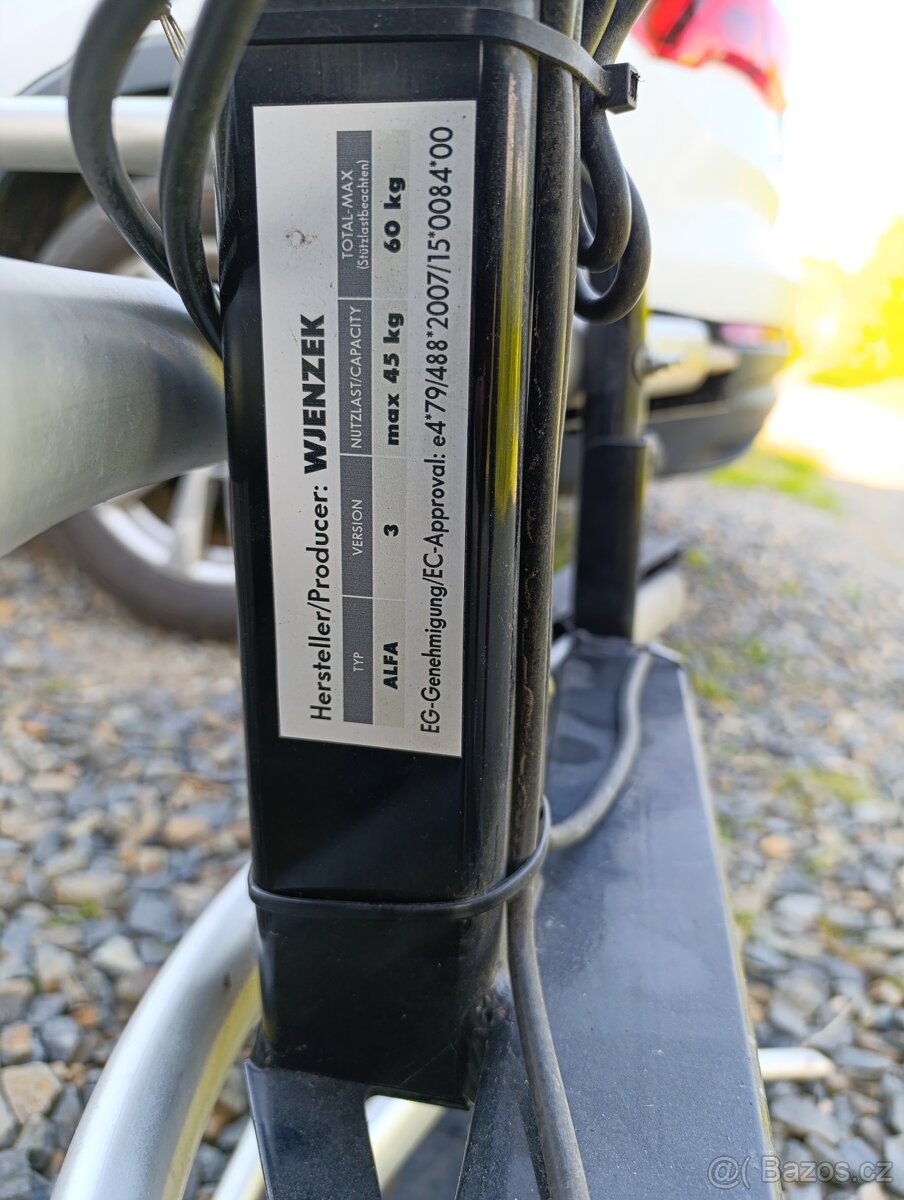 Hersteller/Producer: WJENZEK
TYP VERSION NUTZLAST/CAPACITY TOTAL-MAX
(Stützlastbeachten)
ALFA 3 max 45 kg 60 kg
EG-Genehmigung/EC-Approval: e4*79/488*2007/15*0084*00
@( Bazos.cz